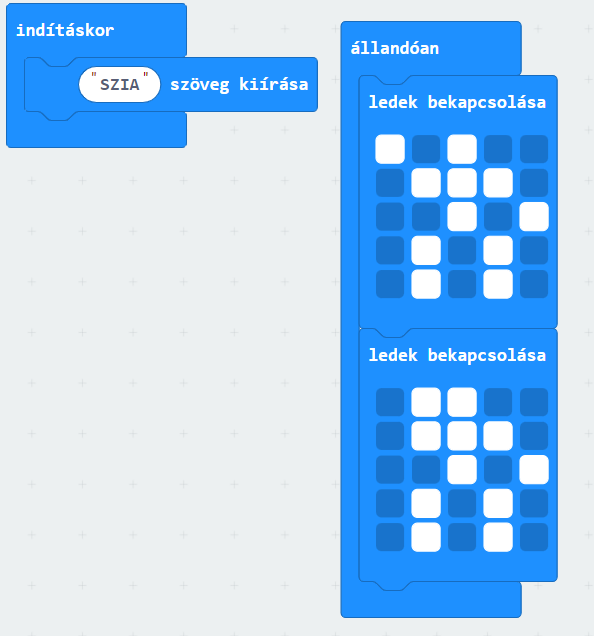 indításkor
"SZIA" szöveg kiírása
állandóan
ledek bekapcsolása
ledek bekapcsolása